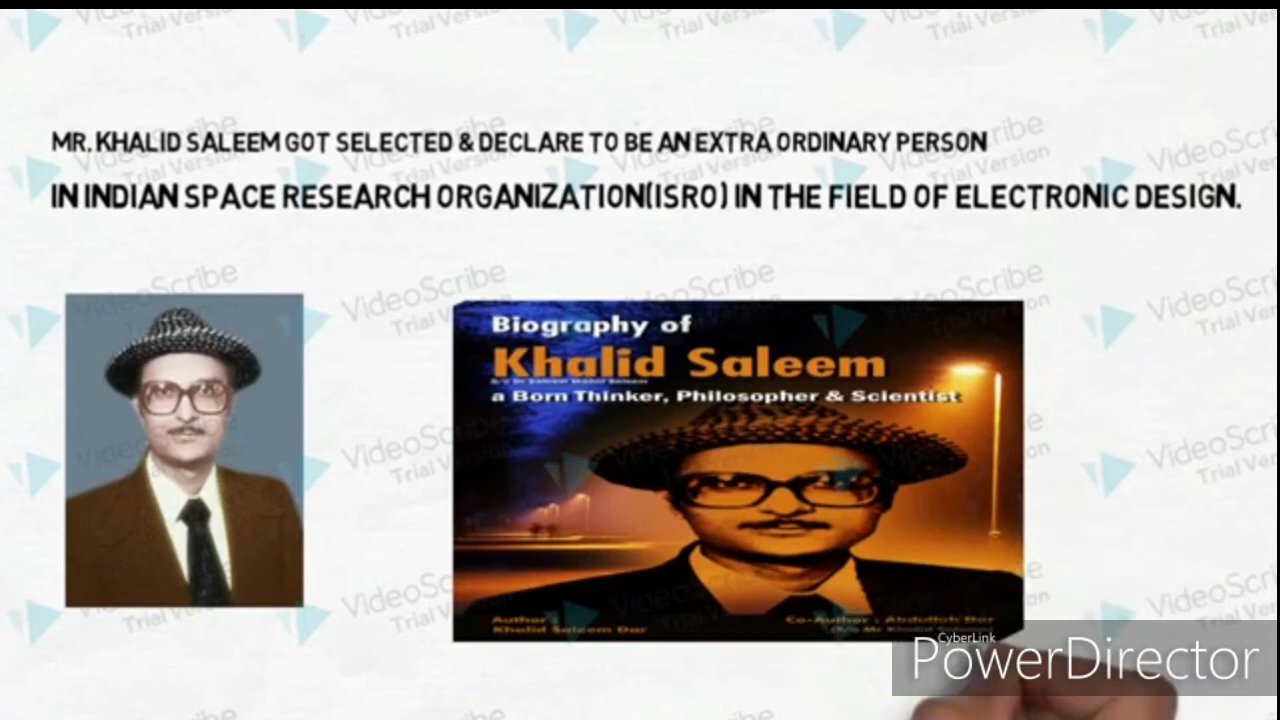 MR. KHALID SALEEM GOT SELECTED & DECLARE TO BE AN EXTRA ORDINARY PERSON
IN INDIAN SPACE RESEARCH ORGANIZATION(ISRO) IN THE FIELD OF ELECTRONIC DESIGN.
Biography of
Khalid Saleem
a Born Thinker, Philosopher & Scientist
Author :
Khalid Saleem Dar
Co-Author : Abdullah Dar
CyberLink
PowerDirector
VideoScribe
Trial Version